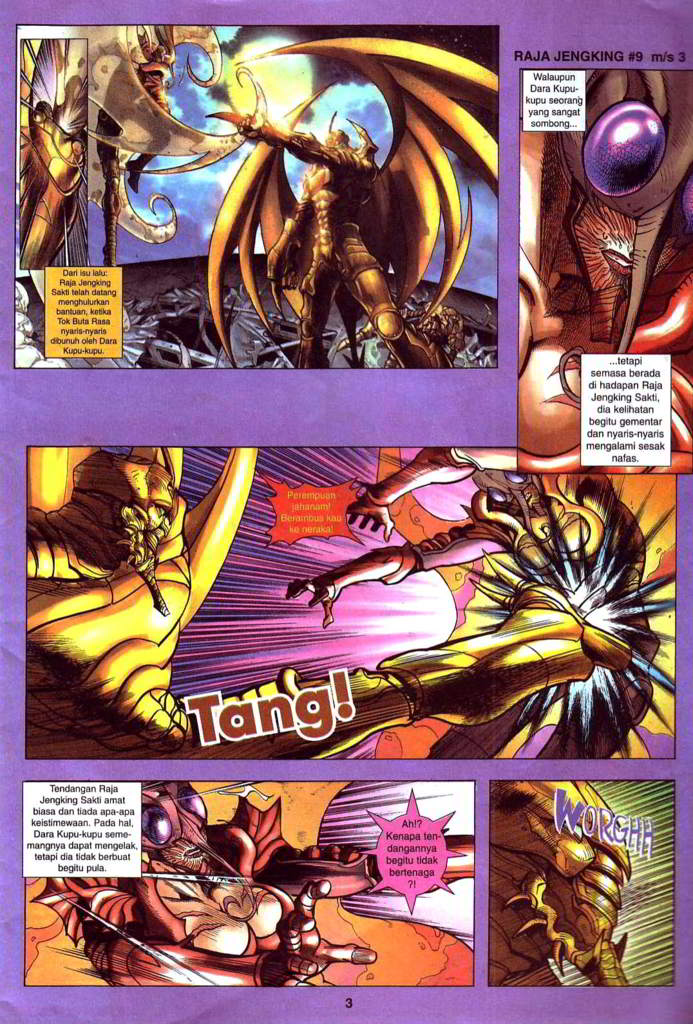 RAJA JENGKING #9 m/s 3
Dari isu lalu:
Raja Jengking
Sakti telah datang
menghulurkan
bantuan, ketika
Tok Buta Rasa
nyaris-nyaris
dibunuh oleh Dara
Kupu-kupu.
Walaupun
Dara Kupu-
kupu seorang
yang sangat
sombong...
...tetapi
semasa berada
di hadapan Raja
Jengking Sakti,
dia kelihatan
begitu gementar
dan nyaris-nyaris
mengalami sesak
nafas.
Perempuan
jahanam!
Berambus kau
ke neraka!
Tang!
Tendangan Raja
Jengking Sakti amat
biasa dan tiada apa-apa
keistimewaan. Pada hal,
Dara Kupu-kupu seme-
mangnya dapat mengelak,
tetapi dia tidak berbuat
begitu pula.
Ah!?
Kenapa ten-
dangannya
begitu tidak
bertenaga
?!
WORGHH
3